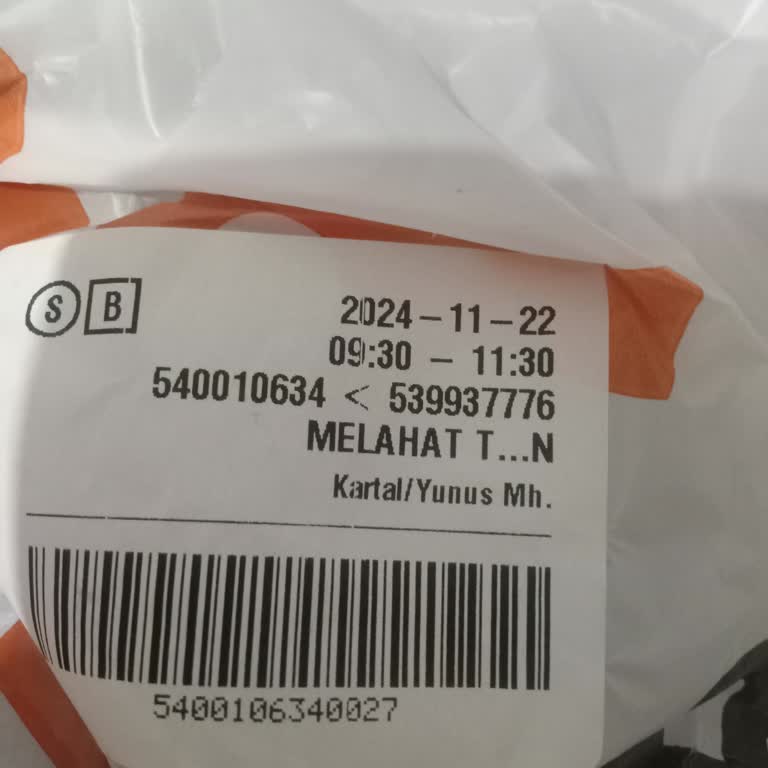 S B
2024-11-22
09:30 - 11:30
540010634 < 539937776
MELAHAT T...N
Kartal/Yunus Mh.
5400106340027